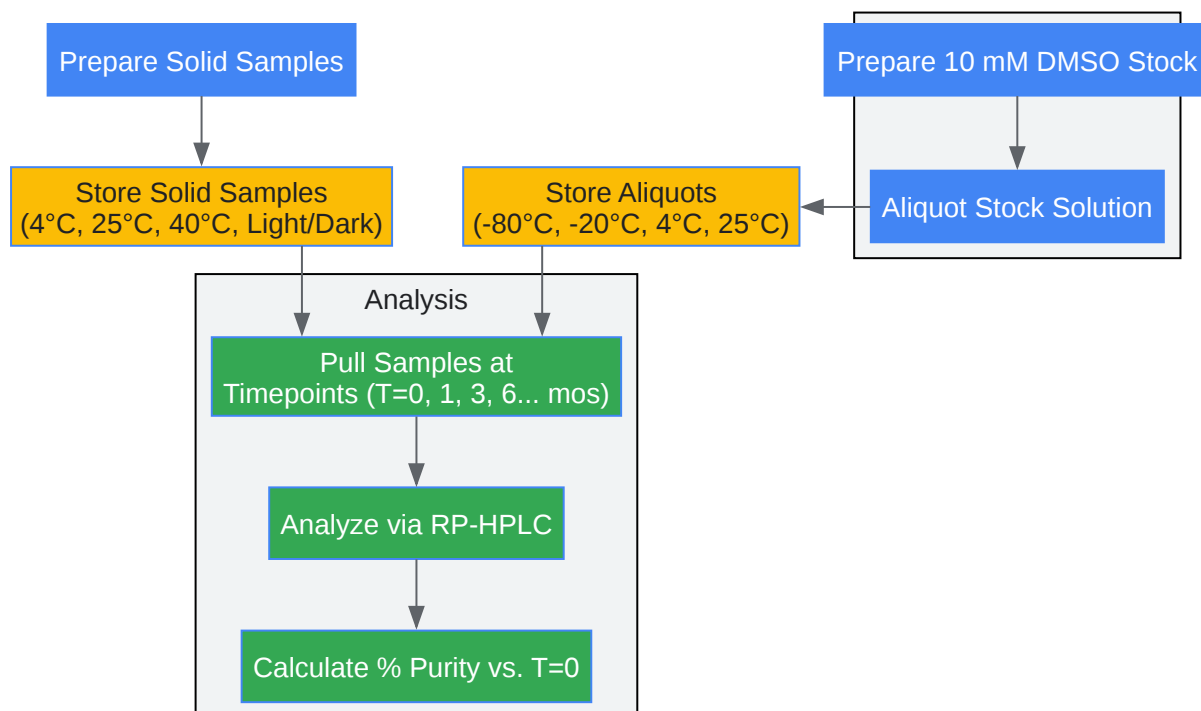 Prepare Solid Samples
Prepare 10 mM DMSO Stock
Store Solid Samples
(4°C, 25°C, 40°C, Light/Dark)
Store Aliquots
(-80°C, -20°C, 4°C, 25°C)
Aliquot Stock Solution
Analysis
Pull Samples at
Timepoints (T=0, 1, 3, 6... mos)
Analyze via RP-HPLC
Calculate % Purity vs. T=0